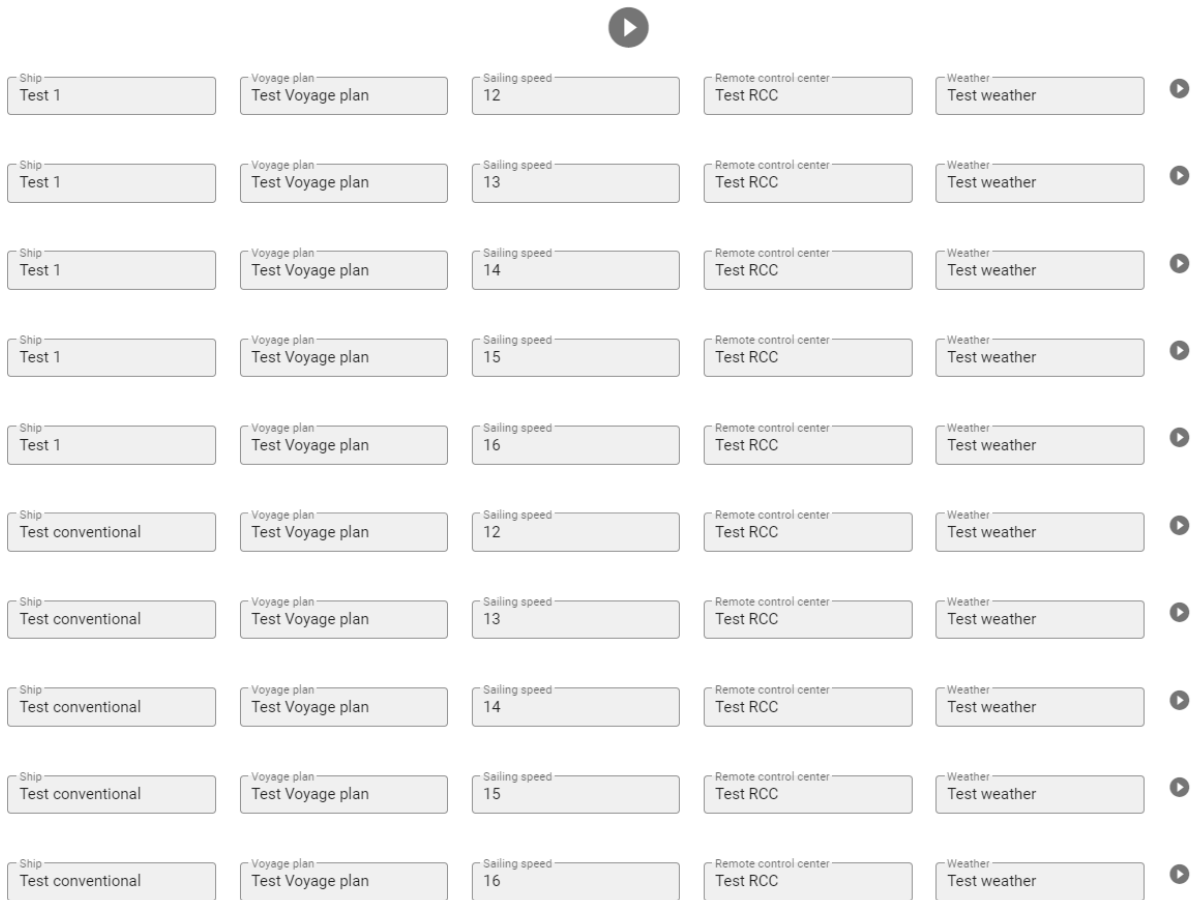 Ship Voyage plan Sailing speed Remote control center Weather
Test 1 Test Voyage plan 12 Test RCC Test weather
Ship Voyage plan Sailing speed Remote control center Weather
Test 1 Test Voyage plan 13 Test RCC Test weather
Ship Voyage plan Sailing speed Remote control center Weather
Test 1 Test Voyage plan 14 Test RCC Test weather
Ship Voyage plan Sailing speed Remote control center Weather
Test 1 Test Voyage plan 15 Test RCC Test weather
Ship Voyage plan Sailing speed Remote control center Weather
Test 1 Test Voyage plan 16 Test RCC Test weather
Ship Voyage plan Sailing speed Remote control center Weather
Test conventional Test Voyage plan 12 Test RCC Test weather
Ship Voyage plan Sailing speed Remote control center Weather
Test conventional Test Voyage plan 13 Test RCC Test weather
Ship Voyage plan Sailing speed Remote control center Weather
Test conventional Test Voyage plan 14 Test RCC Test weather
Ship Voyage plan Sailing speed Remote control center Weather
Test conventional Test Voyage plan 15 Test RCC Test weather
Ship Voyage plan Sailing speed Remote control center Weather
Test conventional Test Voyage plan 16 Test RCC Test weather